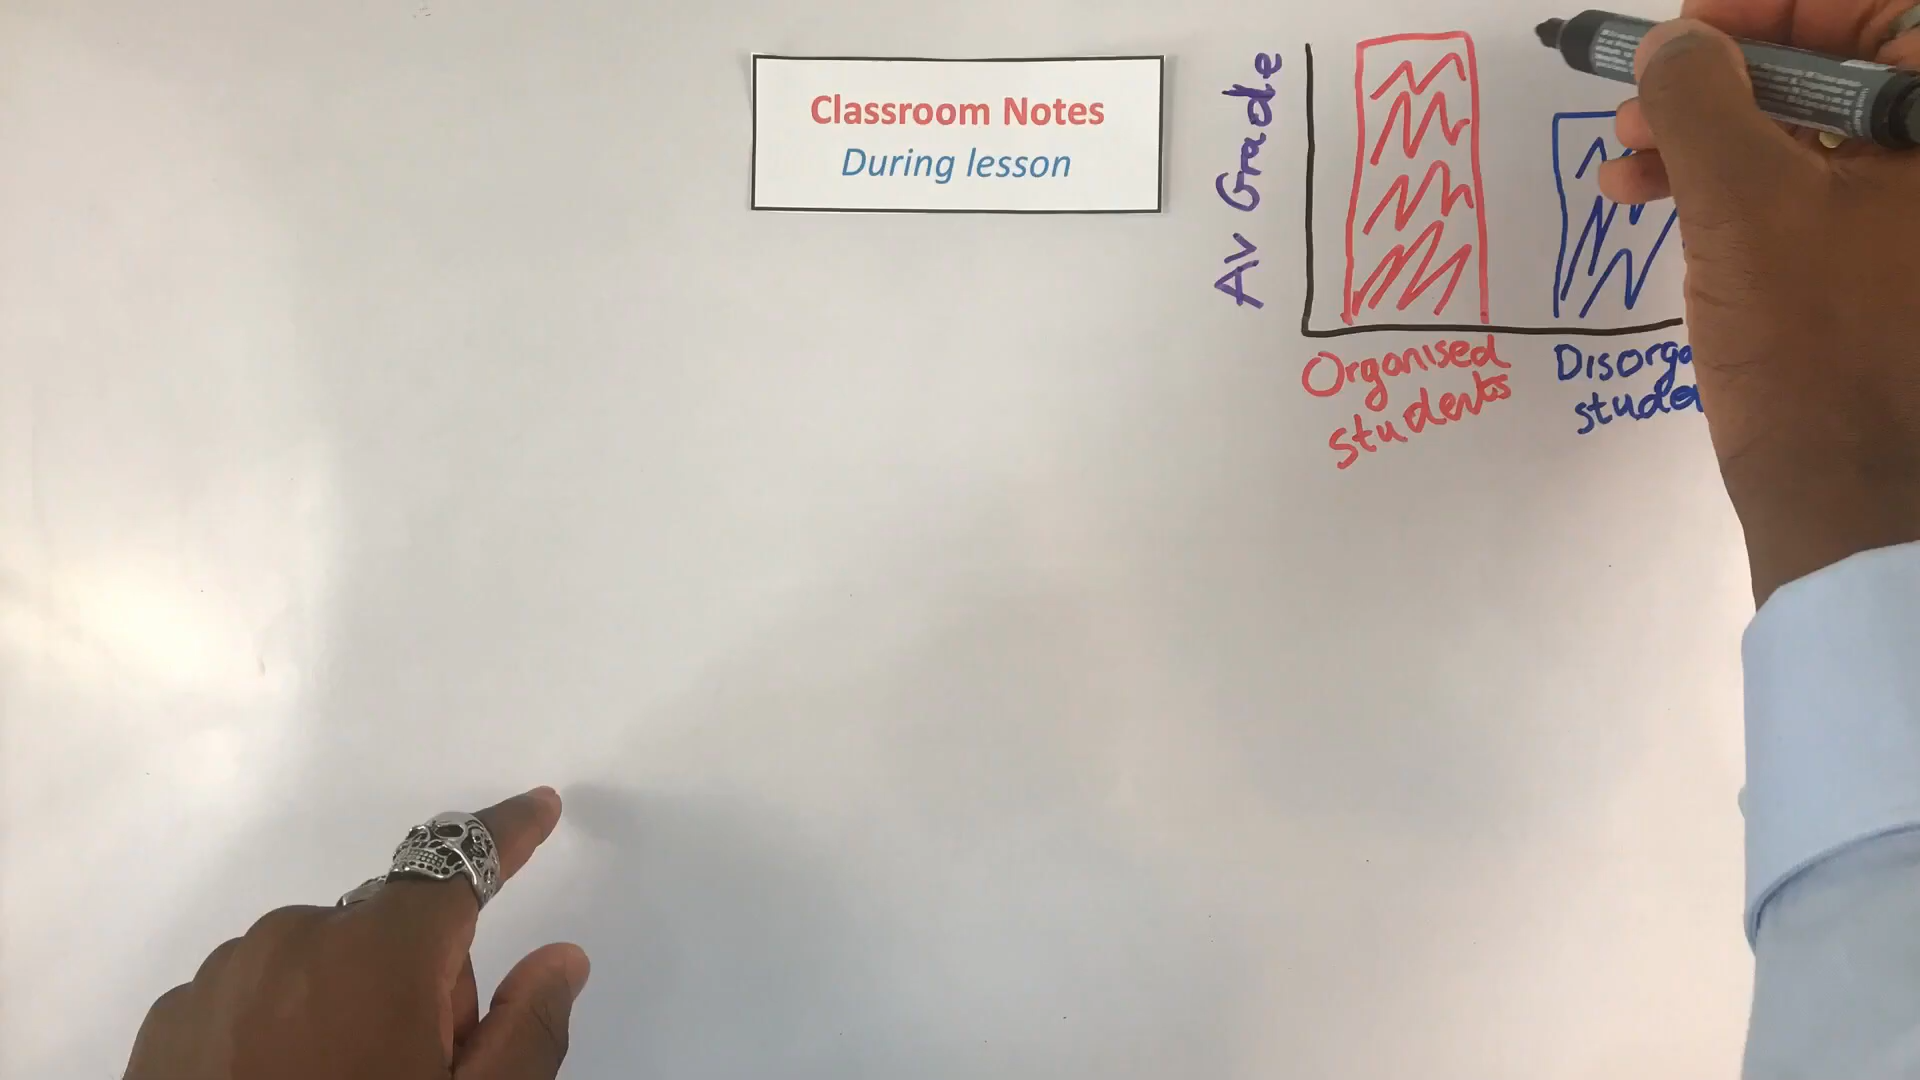 Classroom Notes
During lesson
Av Grade
Organised
students